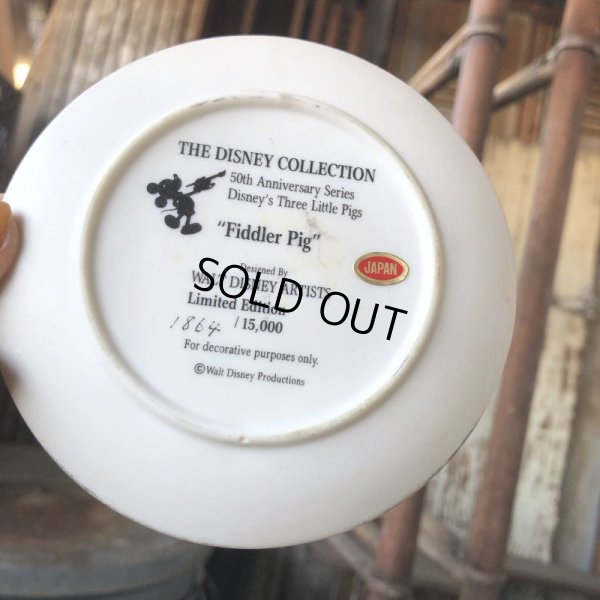 THE DISNEY COLLECTION
50th Anniversary Series
Disney's Three Little Pigs
"Fiddler Pig"
JAPAN
Designed By
WALT DISNEY ARTISTS
SOLD OUT
Limited Edition
1864 / 15,000
For decorative purposes only.
©Walt Disney Productions